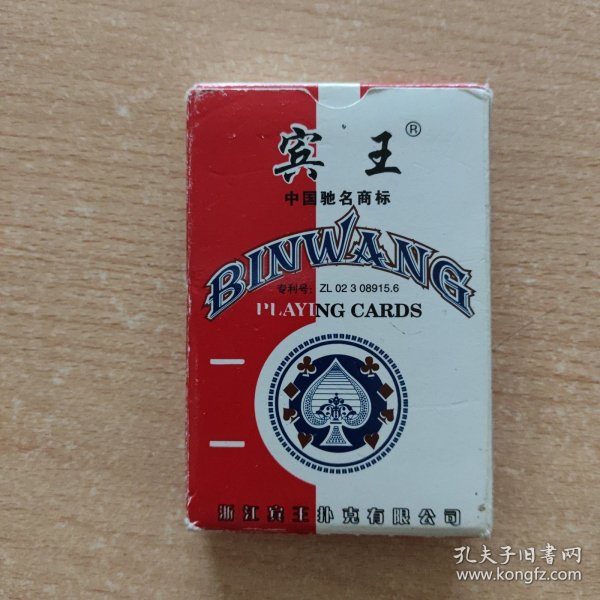 宾王®
中国驰名商标
BINWANG
专利号: ZL 02 3 08915.6
PLAYING CARDS
浙江宾王扑克有限公司
孔夫子旧书网
www.kongfz.com